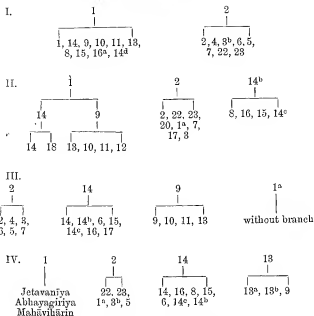 I. 1 2
1, 14, 9, 10, 11, 13, 2, 4, 3ᵇ, 6, 5,
8, 15, 16ᵃ, 14ᵈ 7, 22, 23
II. 1 2 14ᵇ
14 9 2, 22, 23, 8, 16, 15, 14ᶜ
20, 1ᵃ, 7,
14 18 13, 10, 11, 12 17, 3
III.
2 14 9 1ᵃ
2, 4, 3, 14, 14ᵇ, 6, 15, 9, 10, 11, 13 without branch
6, 5, 7 14ᶜ, 16, 17
IV. 1 2 14 13
Jetavanīya 22, 23, 14, 16, 8, 15, 13ᵃ, 13ᵇ, 9
Abhayagiriya 1ᵃ, 3ᵇ, 5 6, 14ᶜ, 14ᵇ
Mahāvihārin